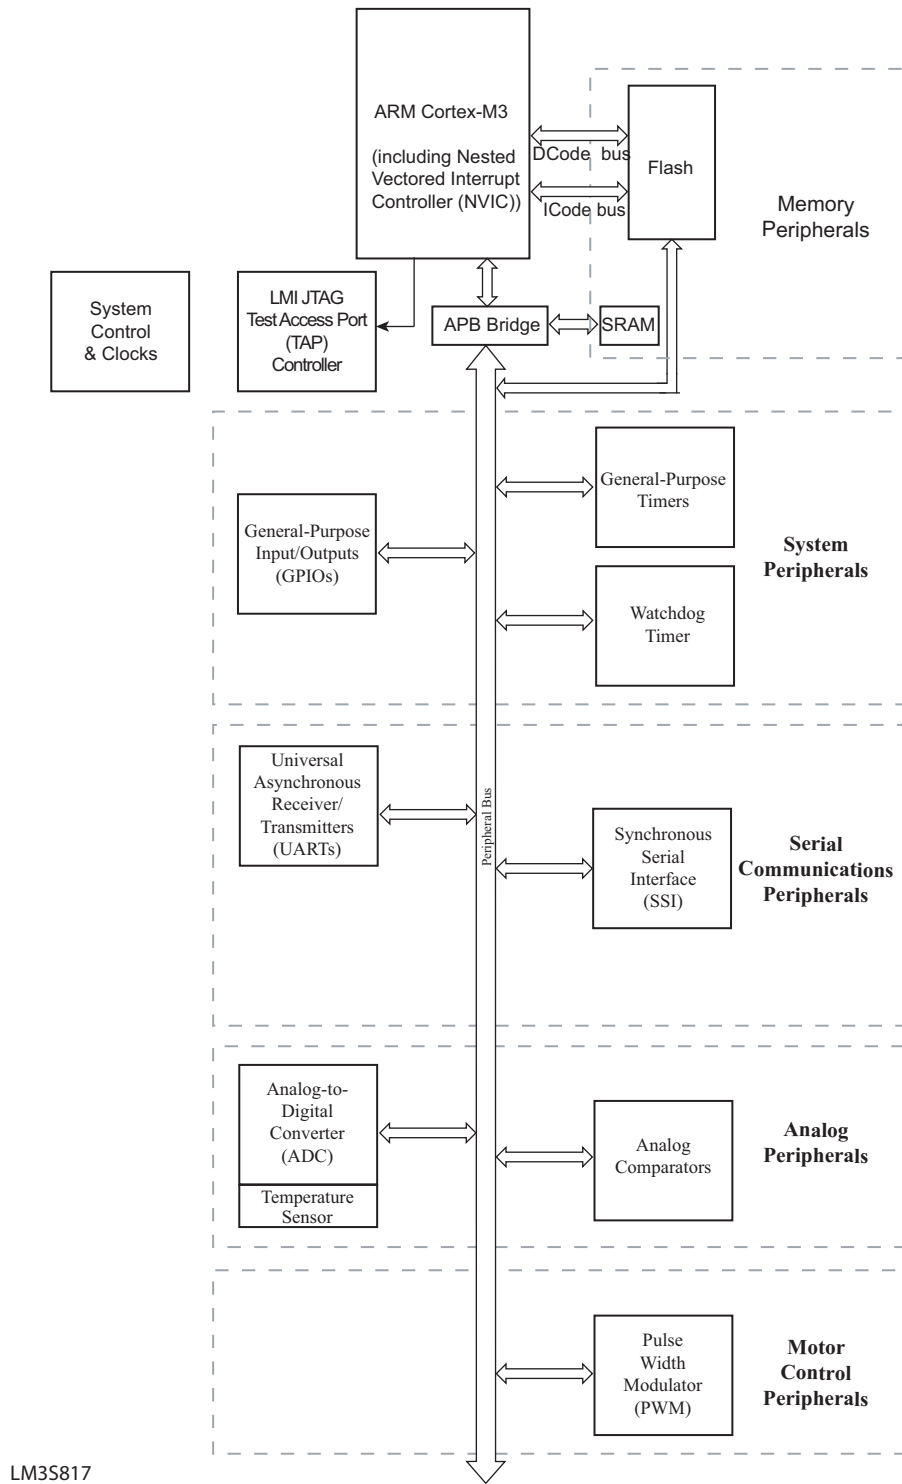 ARM Cortex-M3
(including Nested
Vectored Interrupt
Controller (NVIC))
DCode bus
ICode bus
Flash
Memory
Peripherals
System
Control
& Clocks
LMI JTAG
Test Access Port
(TAP)
Controller
APB Bridge
SRAM
General-Purpose
Input/Outputs
(GPIOs)
General-Purpose
Timers
Watchdog
Timer
System
Peripherals
Universal
Asynchronous
Receiver/
Transmitters
(UARTs)
Peripheral Bus
Synchronous
Serial
Interface
(SSI)
Serial
Communications
Peripherals
Analog-to-
Digital
Converter
(ADC)
Temperature
Sensor
Analog
Comparators
Analog
Peripherals
Pulse
Width
Modulator
(PWM)
Motor
Control
Peripherals
LM3S817